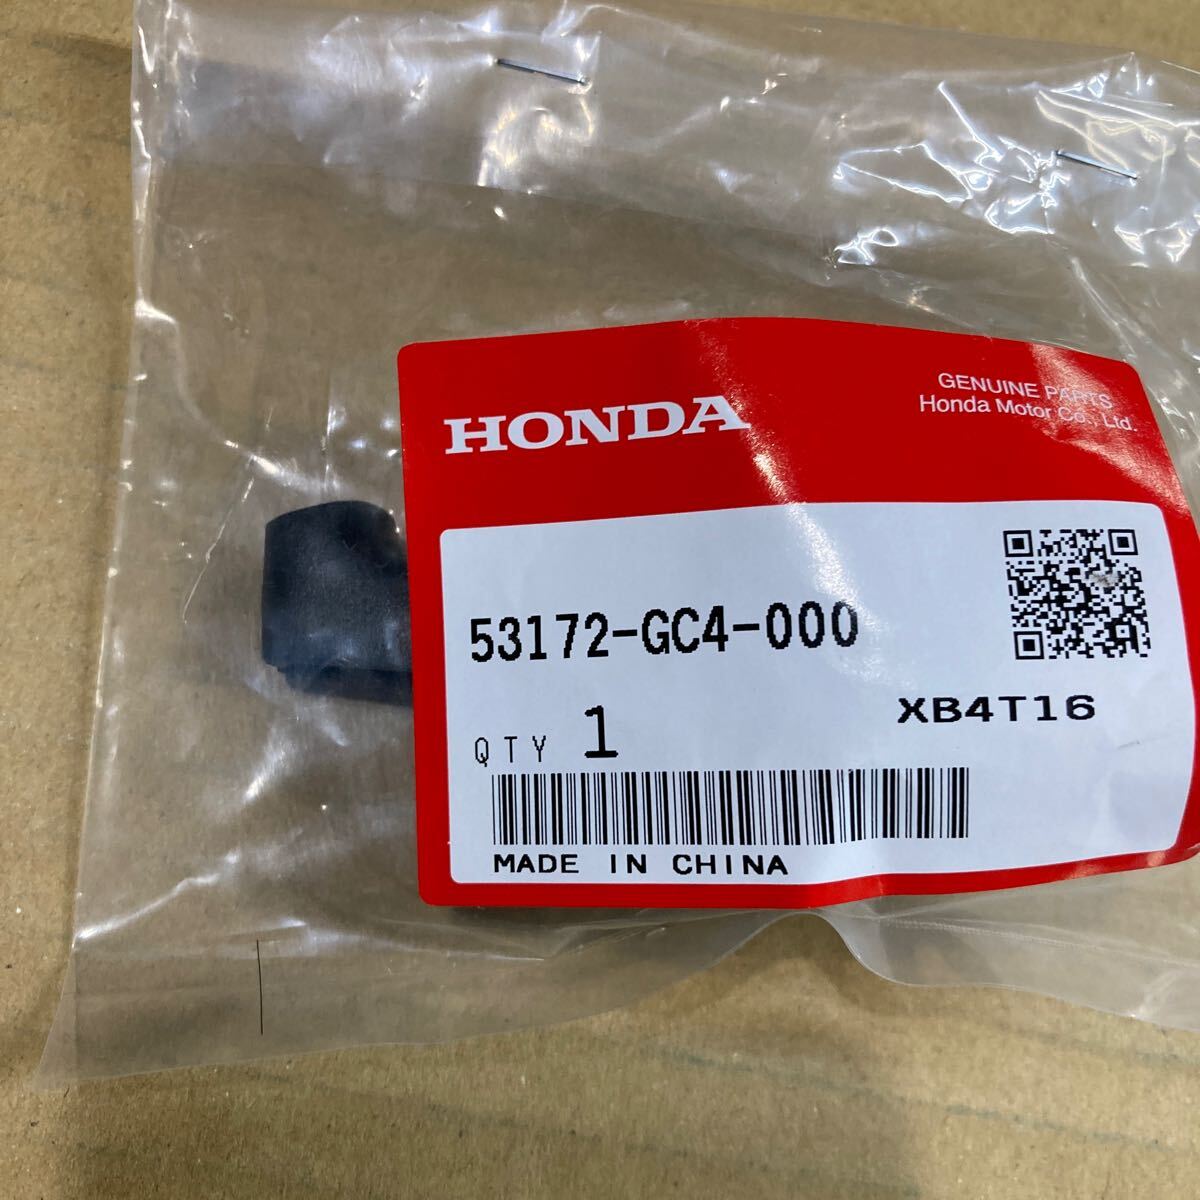 HONDA
GENUINE PARTS
Honda Motor Co., Ltd.
53172-GC4-000
XB4T16
QTY 1
MADE IN CHINA